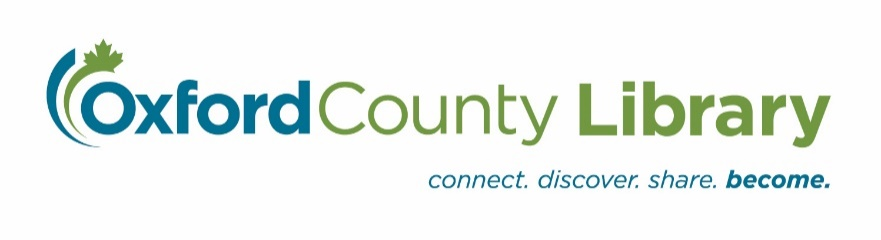 Oxford County Library
connect. discover. share. become.